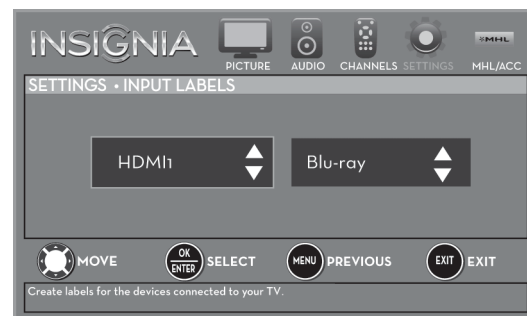 INSIGNIA
PICTURE AUDIO CHANNELS SETTINGS MHL/ACC
MHL
SETTINGS • INPUT LABELS
HDMI1 Blu-ray
MOVE OK ENTER SELECT MENU PREVIOUS EXIT EXIT
Create labels for the devices connected to your TV.